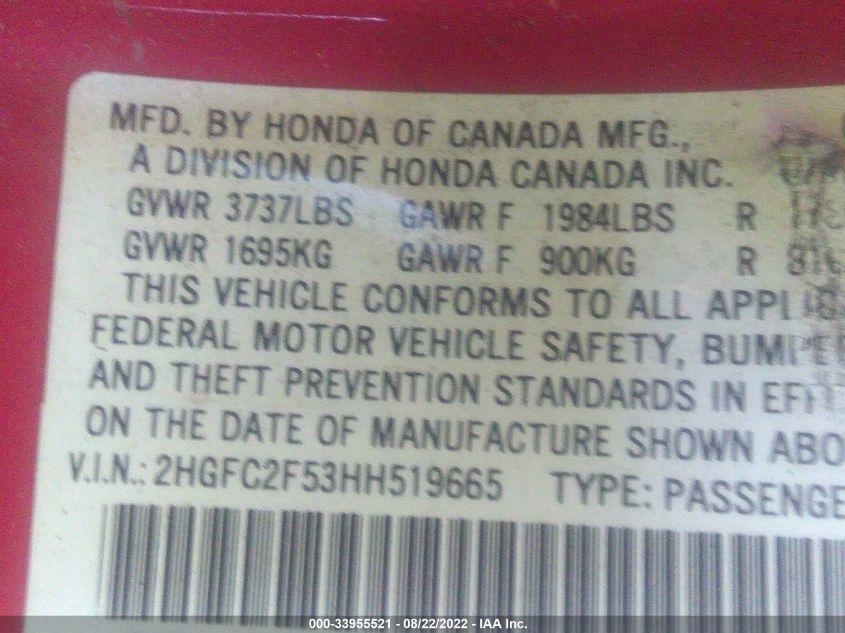 MFD. BY HONDA OF CANADA MFG.,
A DIVISION OF HONDA CANADA INC.
GVWR 3737LBS GAWR F 1984LBS R
GVWR 1695KG GAWR F 900KG R
THIS VEHICLE CONFORMS TO ALL
FEDERAL MOTOR VEHICLE SAFETY,
AND THEFT PREVENTION STANDARDS IN
ON THE DATE OF MANUFACTURE SHOWN ABO
V.I.N.: 2HGFC2F53HH519665 TYPE: PASSENGE
000-33955521 - 08/22/2022 - IAA Inc.